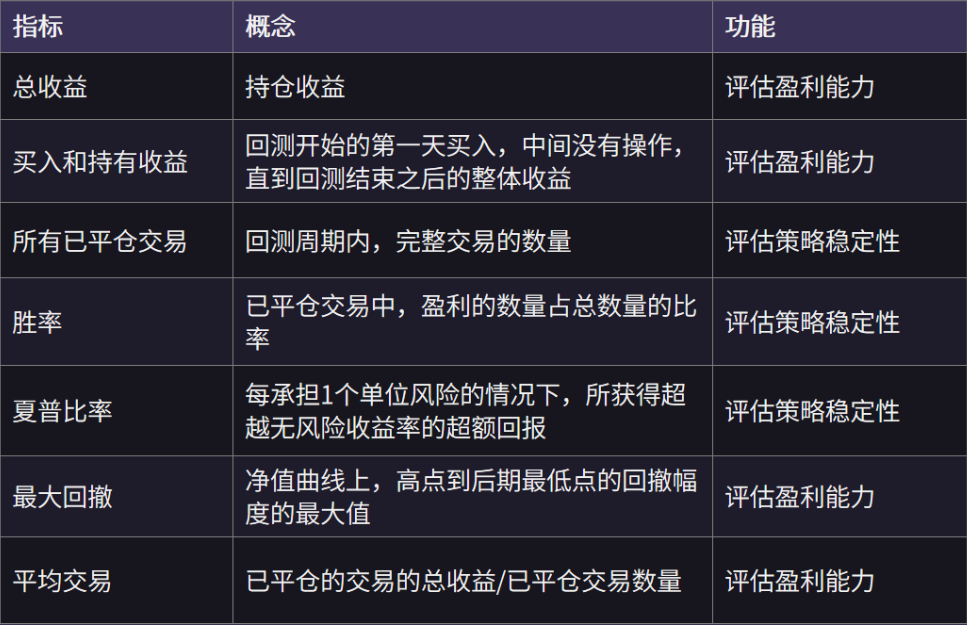 指标
概念
功能
总收益
持仓收益
评估盈利能力
买入和持有收益
回测开始的第一天买入，中间没有操作，
直到回测结束之后的整体收益
评估盈利能力
所有已平仓交易
回测周期内，完整交易的数量
评估策略稳定性
胜率
已平仓交易中，盈利的数量占总数量的比
率
评估策略稳定性
夏普比率
每承担1个单位风险的情况下，所获得超
越无风险收益率的超额回报
评估策略稳定性
最大回撤
净值曲线上，高点到后期最低点的回撤幅
度的最大值
评估盈利能力
平均交易
已平仓的交易的总收益/已平仓交易数量
评估盈利能力